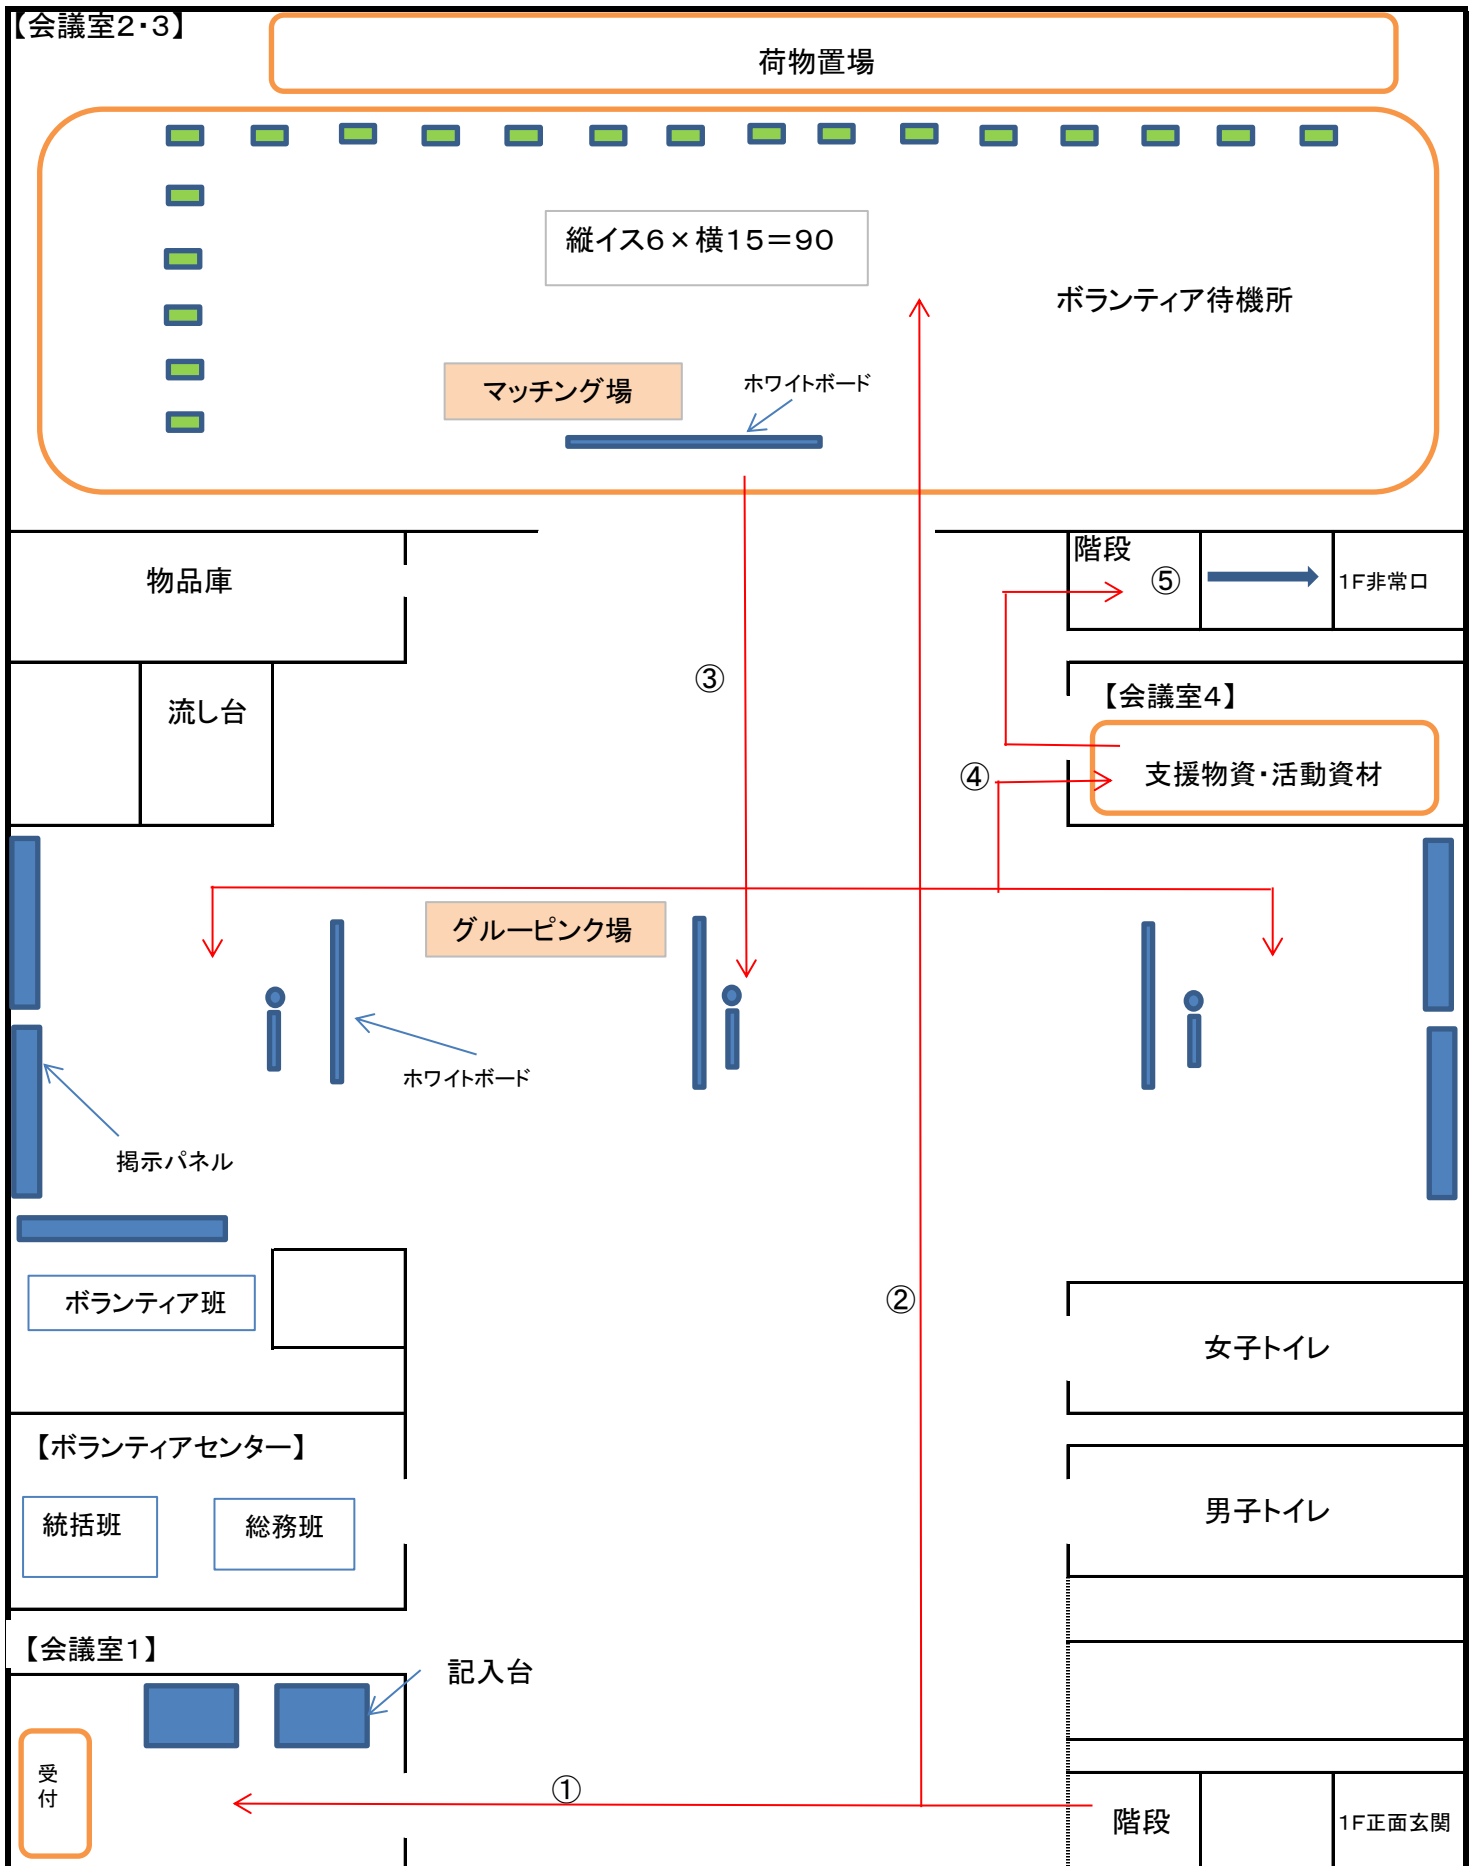 【会議室2・3】
荷物置場
縦イス6×横15=90
ボランティア待機所
マッチング場
ホワイトボード
物品庫
階段
⑤
1F非常口
流し台
③
【会議室4】
④
支援物資・活動資材
グルーピンク場
ホワイトボード
掲示パネル
ボランティア班
②
女子トイレ
【ボランティアセンター】
統括班
総務班
男子トイレ
【会議室1】
記入台
受
付
①
階段
1F正面玄関